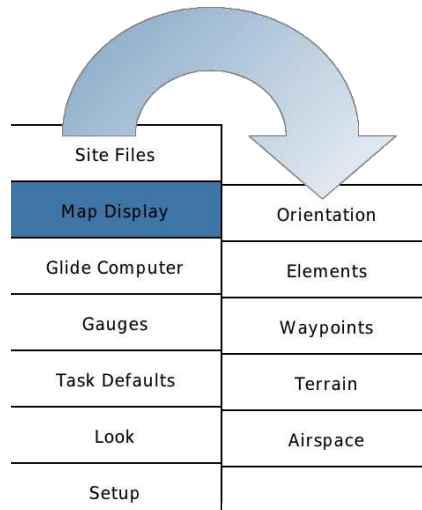 Site Files
Map Display
Glide Computer
Gauges
Task Defaults
Look
Setup
Orientation
Elements
Waypoints
Terrain
Airspace